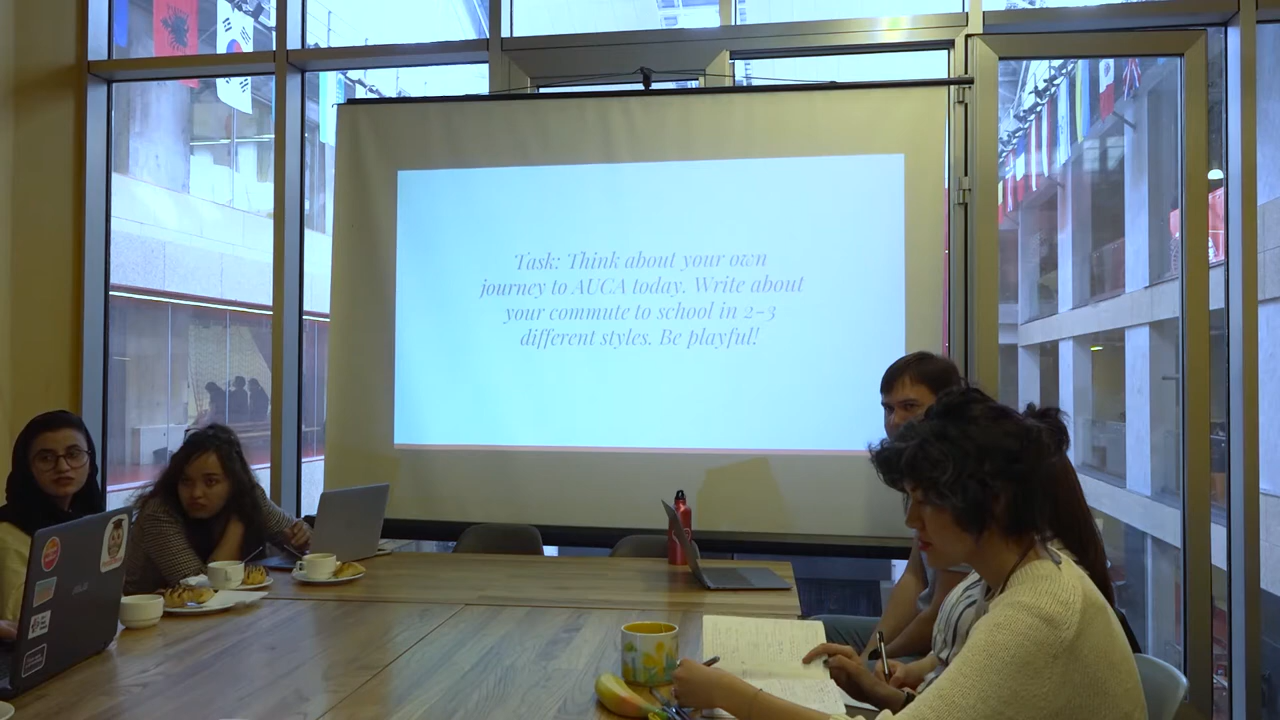 Task: Think about your own
journey to AUCA today. Write about
your commute to school in 2-3
different styles. Be playful!